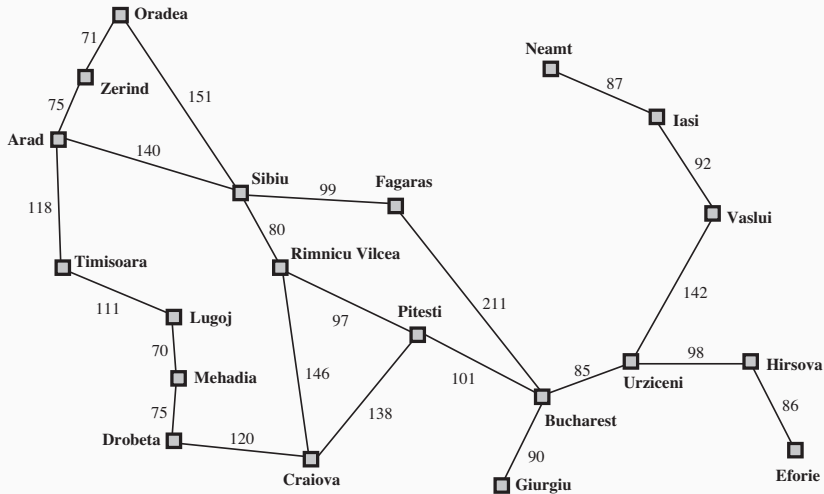 Oradea
71
Neamt
Zerind
87
75
151
Iasi
Arad
140
92
Sibiu
Fagaras
99
118
Vaslui
80
Timisoara
Rimnicu Vilcea
142
111
211
Lugoj
Pitesti
97
70
98
Hirsova
85
Urziceni
Mehadia
146
101
75
138
86
Bucharest
Drobeta
120
90
Craiova
Eforie
Giurgiu